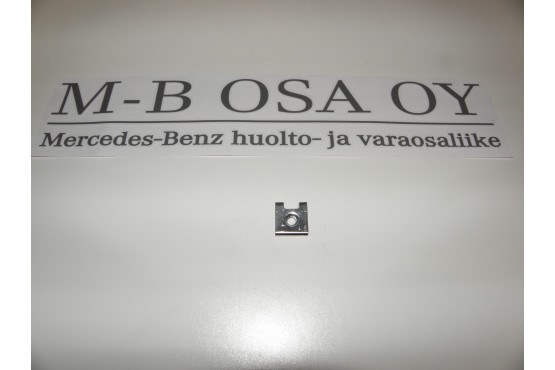 M-B OSA OY
Mercedes-Benz huolto- ja varaosaliike